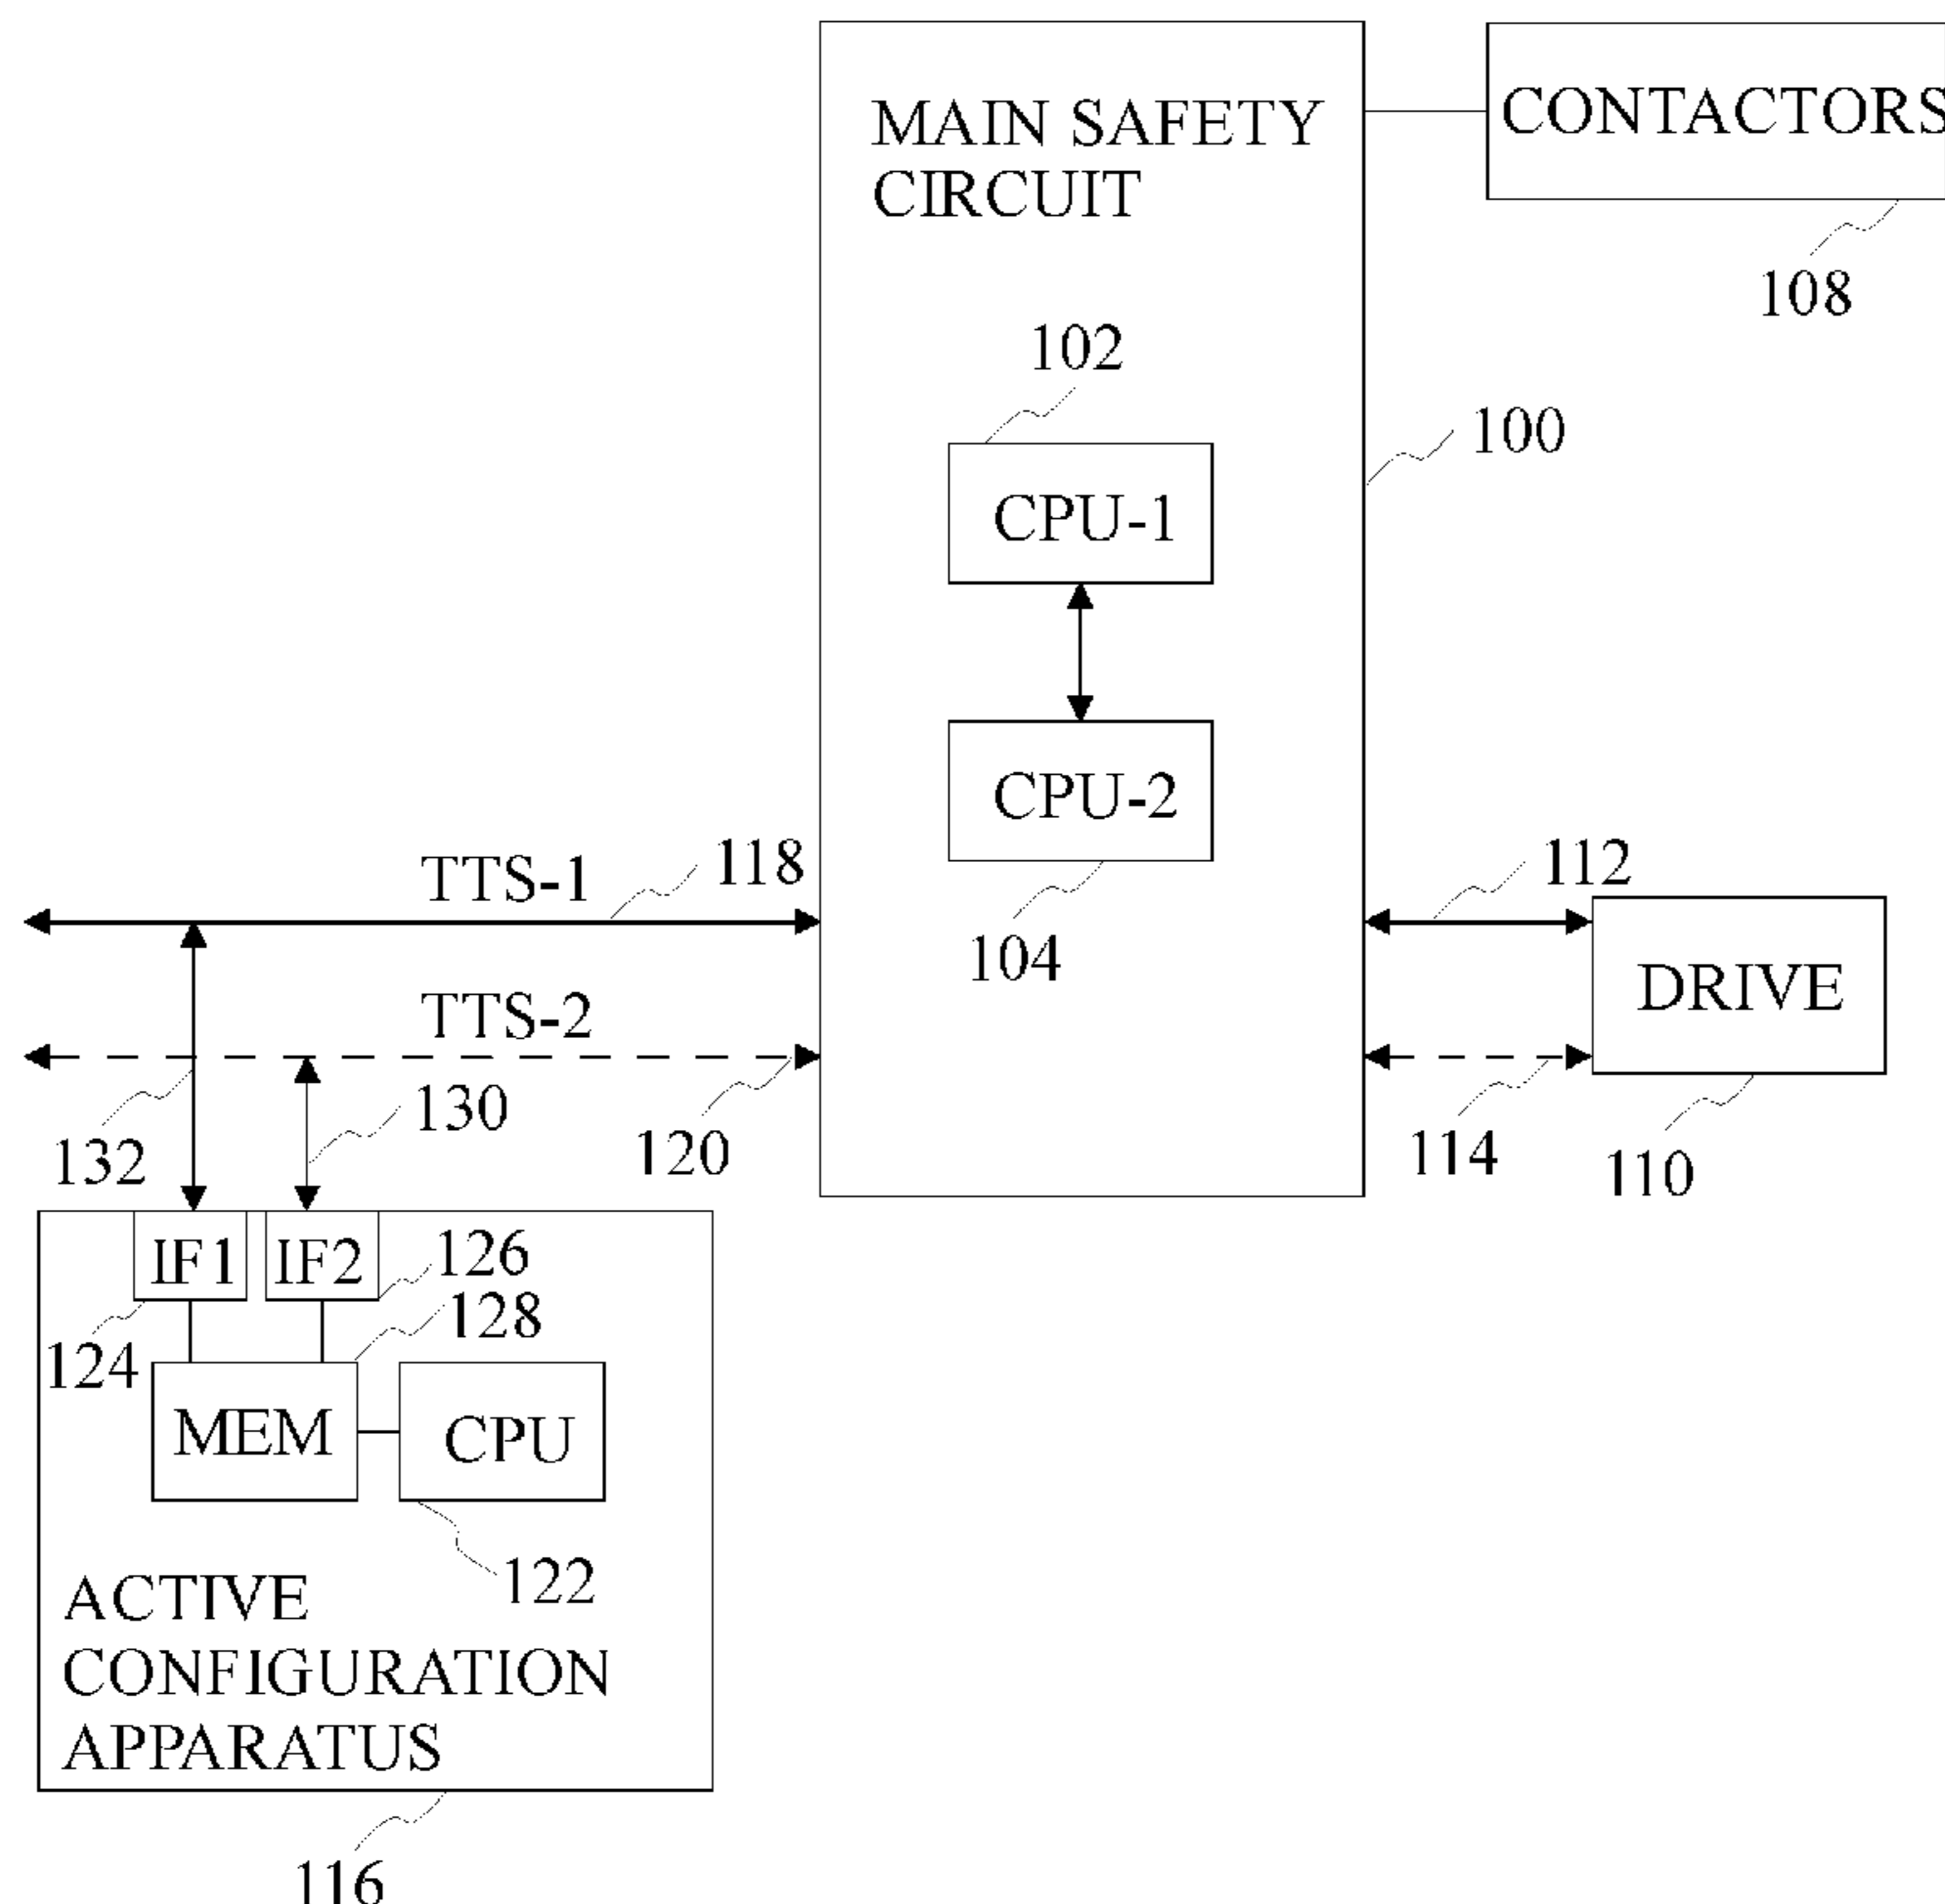 MAIN SAFETY
CIRCUIT
CONTACTORS
108
102
100
CPU-1
CPU-2
104
TTS-1
118
112
TTS-2
DRIVE
132
130
120
114
110
IF1
IF2
126
128
124
MEM
CPU
122
ACTIVE
CONFIGURATION
APPARATUS
116